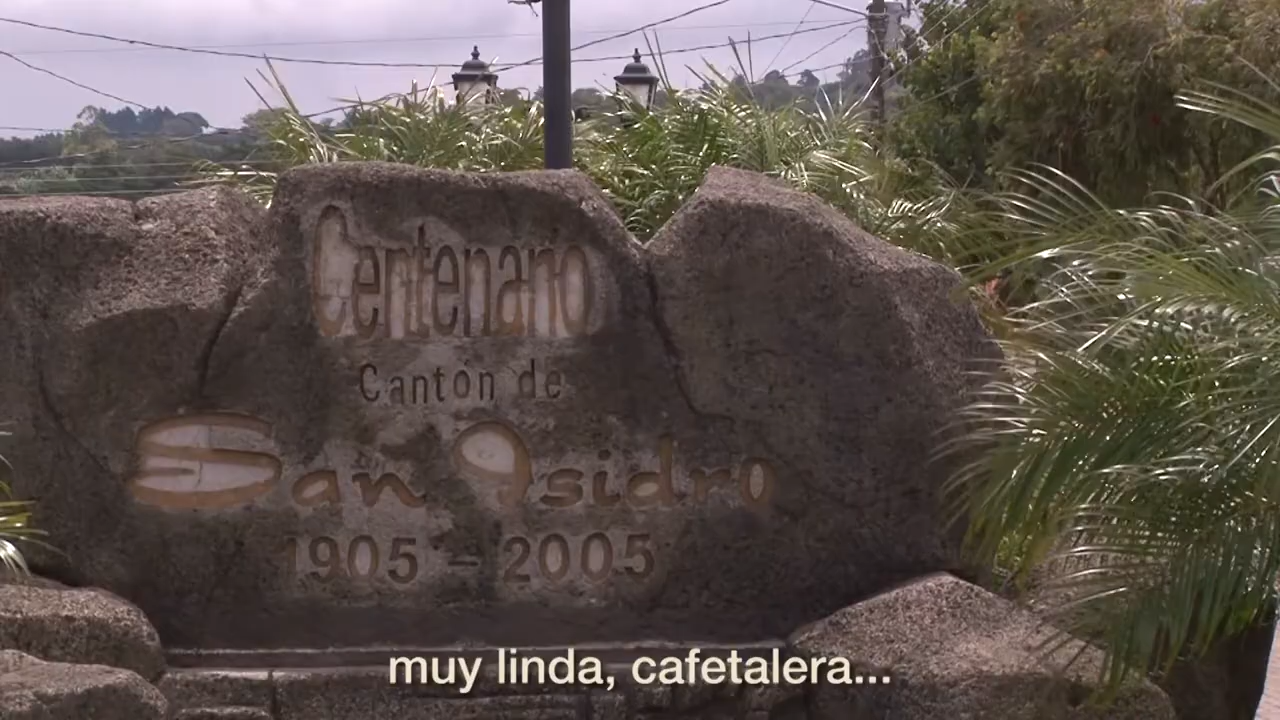 Centenario
Cantón de
San Isidro
1905 - 2005
muy linda, cafetalera...